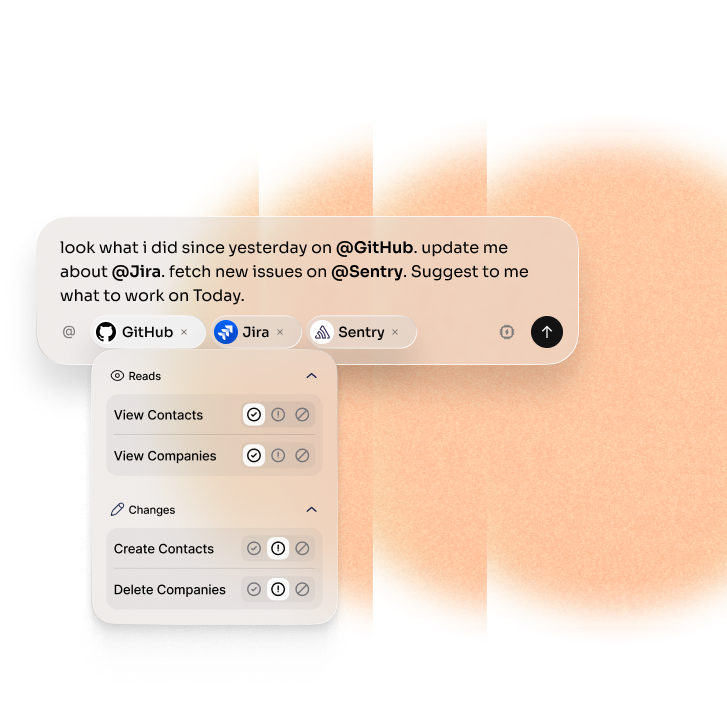 look what i did since yesterday on @GitHub. update me
about @Jira. fetch new issues on @Sentry. Suggest to me
what to work on Today.
@ GitHub × Jira × Sentry ×
Reads
View Contacts
View Companies
Changes
Create Contacts
Delete Companies